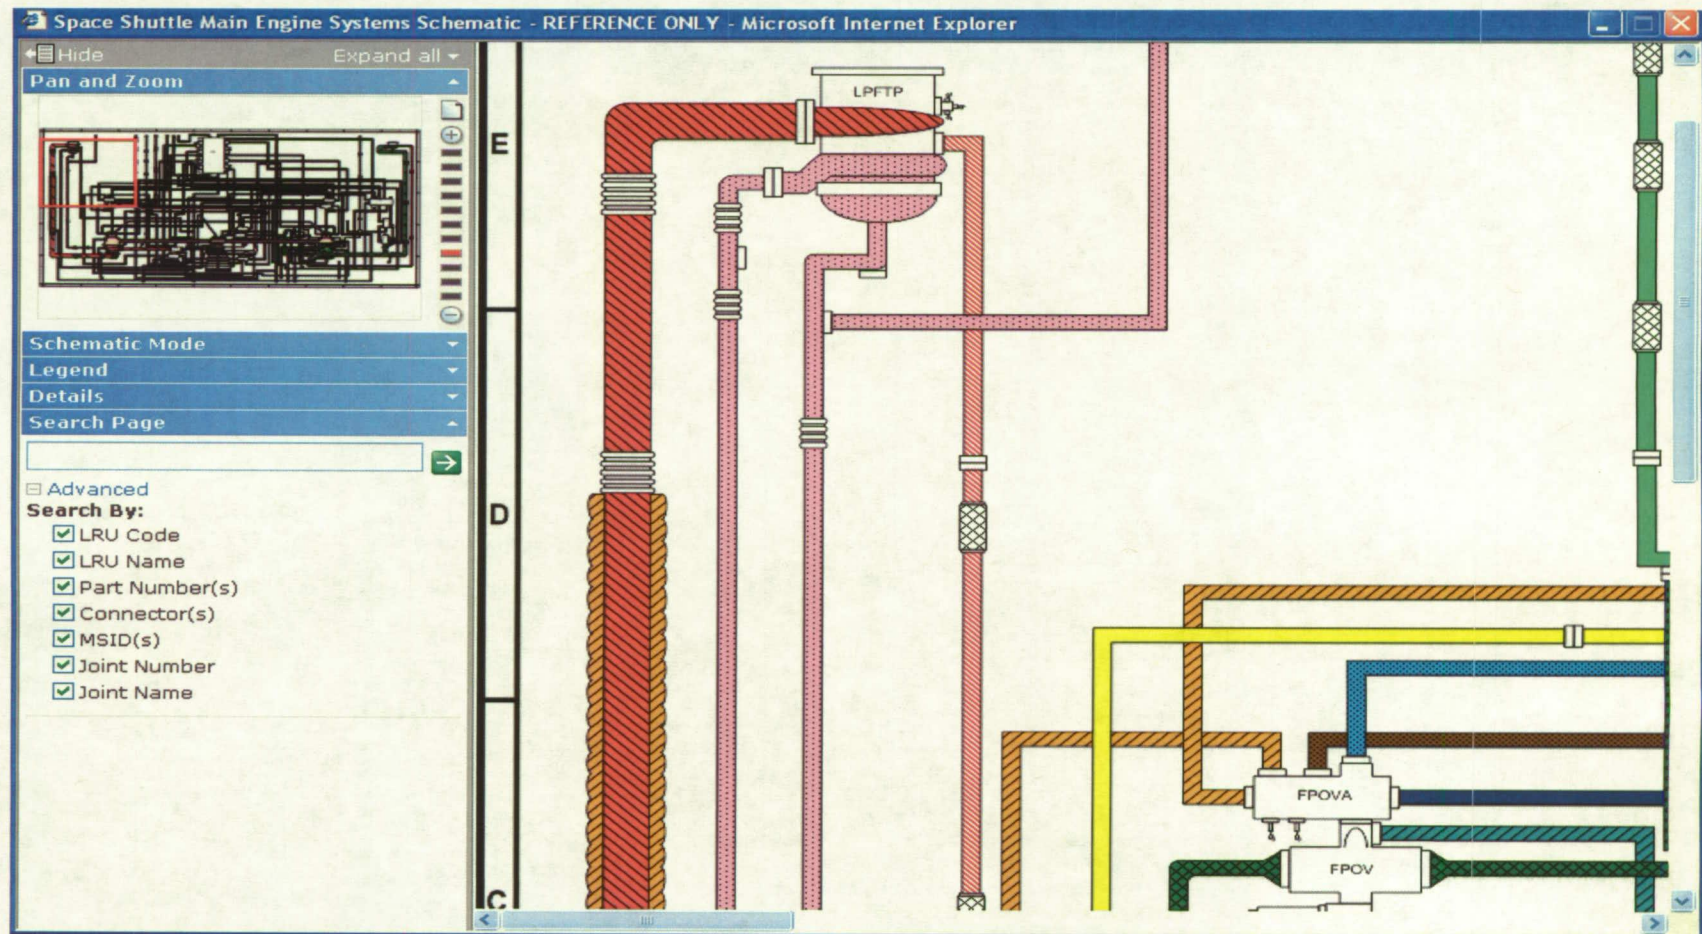 Space Shuttle Main Engine Systems Schematic - REFERENCE ONLY - Microsoft Internet Explorer
Hide
Expand all
Pan and Zoom
Schematic Mode
Legend
Details
Search Page
Advanced
Search By:
LRU Code
LRU Name
Part Number(s)
Connector(s)
MSID(s)
Joint Number
Joint Name
E
D
C
LPFTP
FPOVA
FPOV